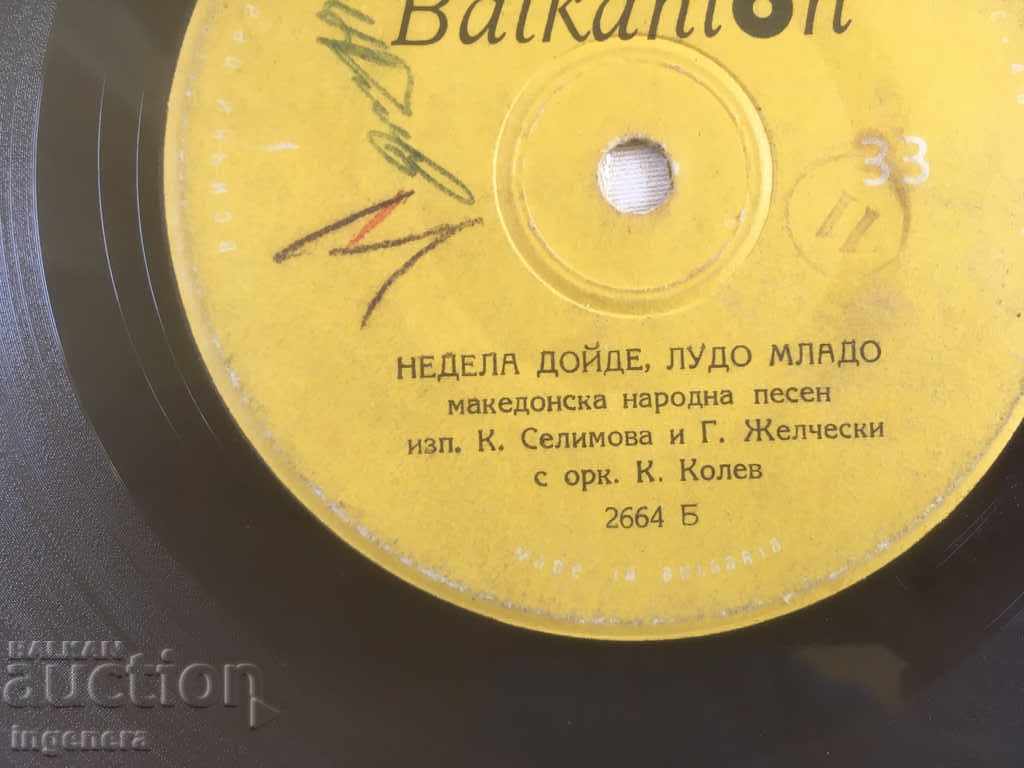 Balkanton
33
11
НЕДЕЛА ДОЙДЕ, ЛУДО МЛАДО
македонска народна песен
изп. К. Селимова и Г. Желчески
с орк. К. Колев
2664 Б
MADE IN BULGARIA
BALKAN
auction
ingenera